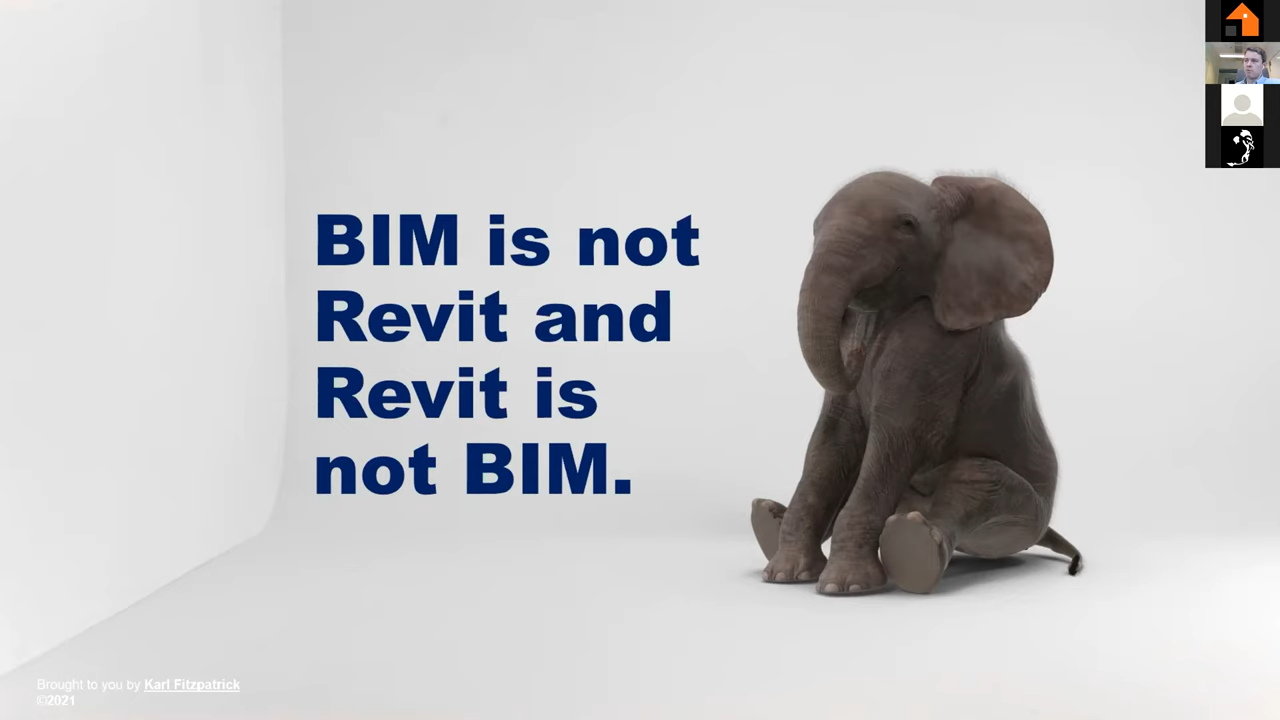 BIM is not
Revit and
Revit is
not BIM.
Brought to you by Karl Fitzpatrick
©2021